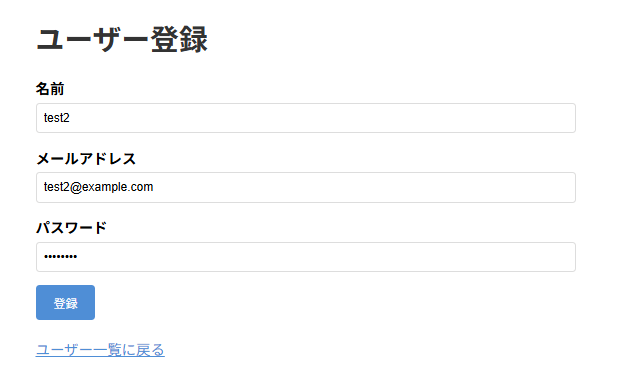 ユーザー登録
名前
test2
メールアドレス
test2@example.com
パスワード
••••••••
登録
ユーザー一覧に戻る